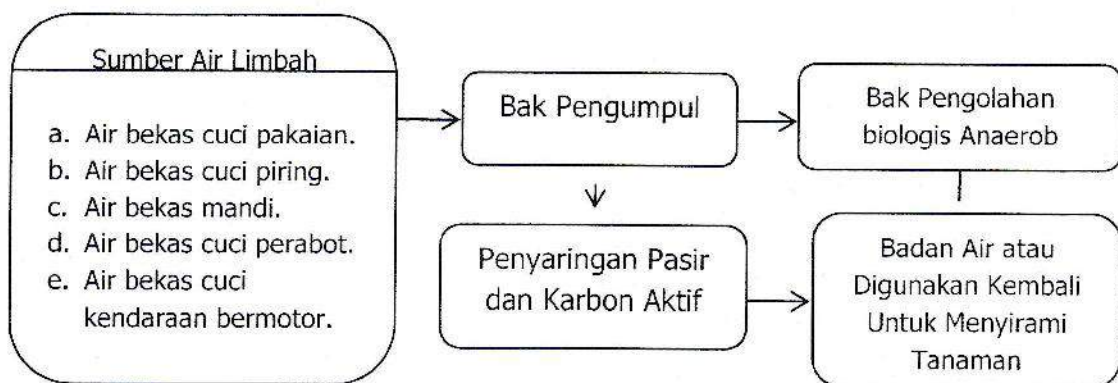 Sumber Air Limbah
a. Air bekas cuci pakaian.
b. Air bekas cuci piring.
c. Air bekas mandi.
d. Air bekas cuci perabot.
e. Air bekas cuci
kendaraan bermotor.
Bak Pengumpul
Bak Pengolahan
biologis Anaerob
Penyaringan Pasir
dan Karbon Aktif
Badan Air atau
Digunakan Kembali
Untuk Menyirami
Tanaman